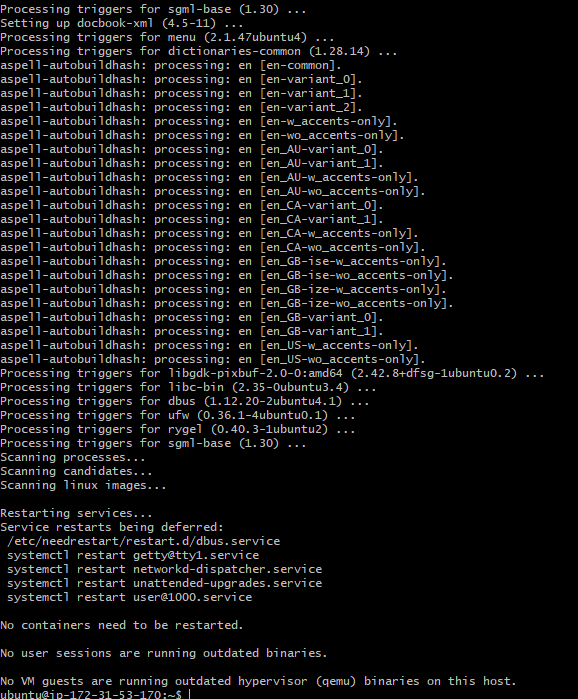 Processing triggers for sgml-base (1.30) ...
Setting up docbook-xml (4.5-11) ...
Processing triggers for menu (2.1.47ubuntu4) ...
Processing triggers for dictionaries-common (1.28.14) ...
aspell-autobuildhash: processing: en [en-common].
aspell-autobuildhash: processing: en [en-variant_0].
aspell-autobuildhash: processing: en [en-variant_1].
aspell-autobuildhash: processing: en [en-variant_2].
aspell-autobuildhash: processing: en [en-w_accents-only].
aspell-autobuildhash: processing: en [en-wo_accents-only].
aspell-autobuildhash: processing: en [en_AU-variant_0].
aspell-autobuildhash: processing: en [en_AU-variant_1].
aspell-autobuildhash: processing: en [en_AU-w_accents-only].
aspell-autobuildhash: processing: en [en_AU-wo_accents-only].
aspell-autobuildhash: processing: en [en_CA-variant_0].
aspell-autobuildhash: processing: en [en_CA-variant_1].
aspell-autobuildhash: processing: en [en_CA-w_accents-only].
aspell-autobuildhash: processing: en [en_CA-wo_accents-only].
aspell-autobuildhash: processing: en [en_GB-ise-w_accents-only].
aspell-autobuildhash: processing: en [en_GB-ise-wo_accents-only].
aspell-autobuildhash: processing: en [en_GB-ize-w_accents-only].
aspell-autobuildhash: processing: en [en_GB-ize-wo_accents-only].
aspell-autobuildhash: processing: en [en_GB-variant_0].
aspell-autobuildhash: processing: en [en_GB-variant_1].
aspell-autobuildhash: processing: en [en_US-w_accents-only].
aspell-autobuildhash: processing: en [en_US-wo_accents-only].
Processing triggers for libgdk-pixbuf-2.0-0:amd64 (2.42.8+dfsg-1ubuntu0.2) ...
Processing triggers for libc-bin (2.35-0ubuntu3.4) ...
Processing triggers for dbus (1.12.20-2ubuntu4.1) ...
Processing triggers for ufw (0.36.1-4ubuntu0.1) ...
Processing triggers for rygel (0.40.3-1ubuntu2) ...
Processing triggers for sgml-base (1.30) ...
Scanning processes...
Scanning candidates...
Scanning linux images...
Restarting services...
Service restarts being deferred:
 /etc/needrestart/restart.d/dbus.service
 systemctl restart getty@tty1.service
 systemctl restart networkd-dispatcher.service
 systemctl restart unattended-upgrades.service
 systemctl restart user@1000.service
No containers need to be restarted.
No user sessions are running outdated binaries.
No VM guests are running outdated hypervisor (qemu) binaries on this host.
ubuntu@ip-172-31-53-170:~$